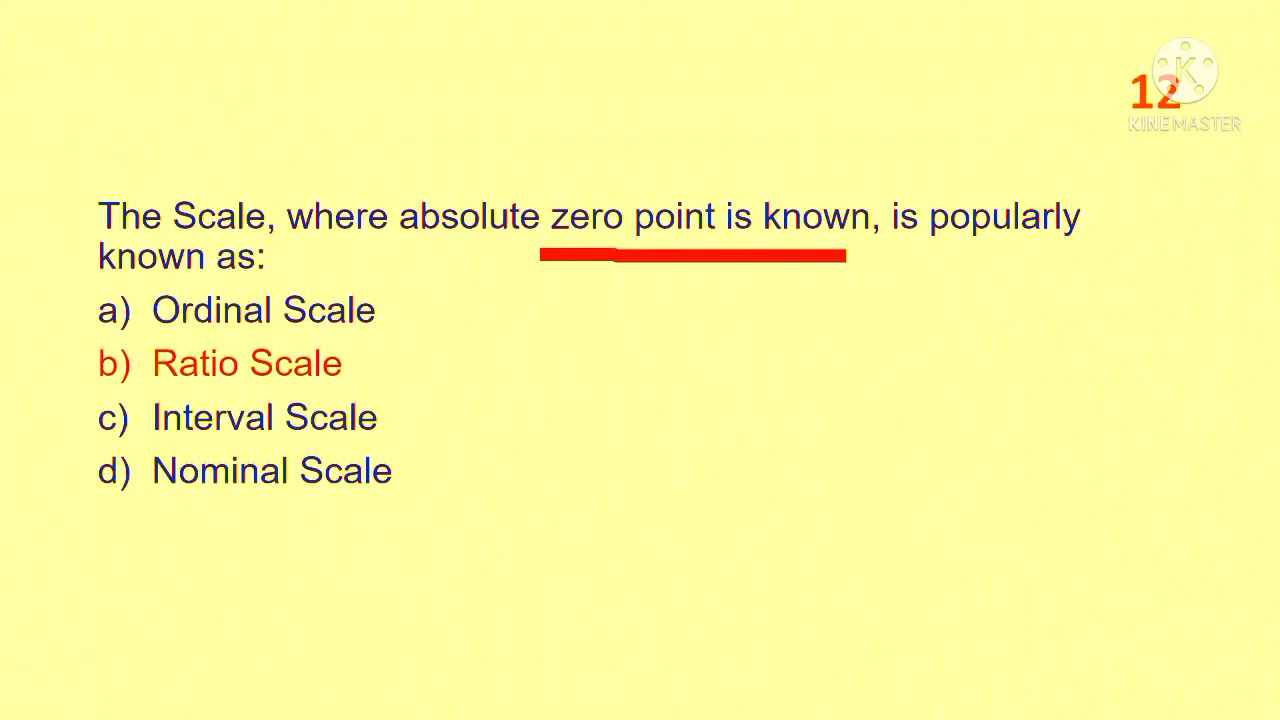 12
K
KINEMASTER
The Scale, where absolute zero point is known, is popularly
known as:
a) Ordinal Scale
b) Ratio Scale
c) Interval Scale
d) Nominal Scale